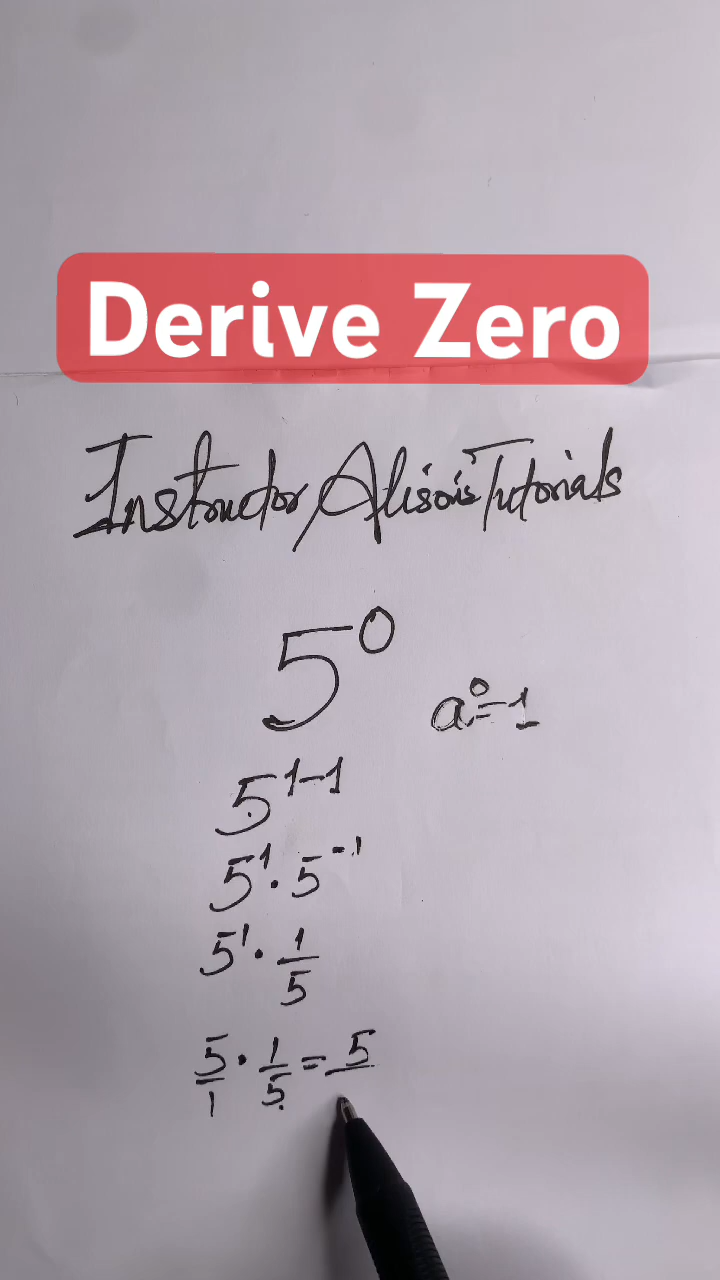 Derive Zero
Instructor Alison's Tutorials
5⁰
a⁰=1
5¹⁻¹
5¹·5⁻¹
5¹·1/5
5/1·1/5=5/